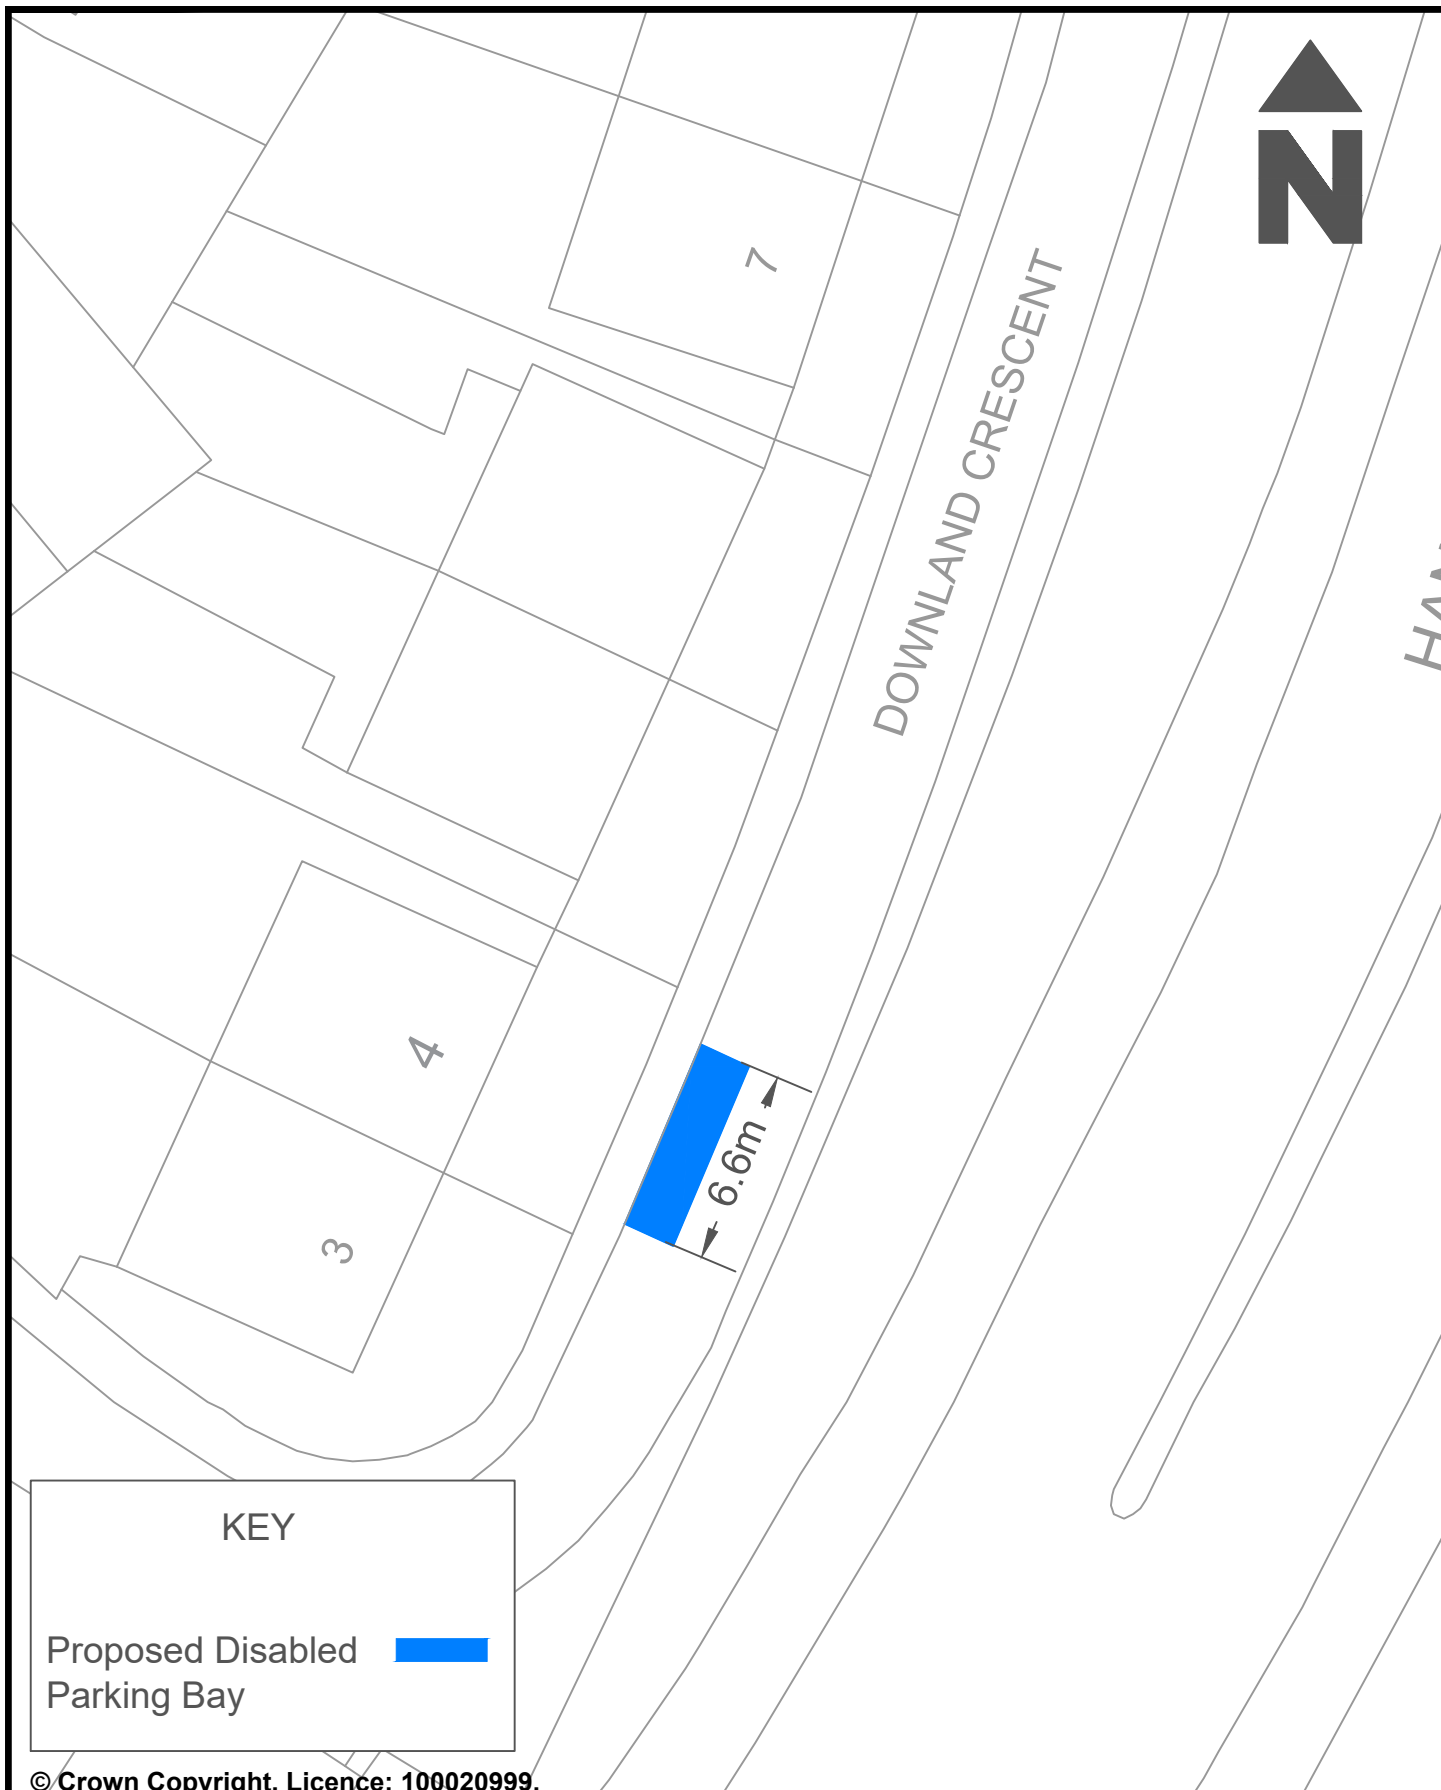 N
7
DOWNLAND CRESCENT
4
6.6m
3
KEY
Proposed Disabled
Parking Bay
© Crown Copyright. Licence: 100020999.